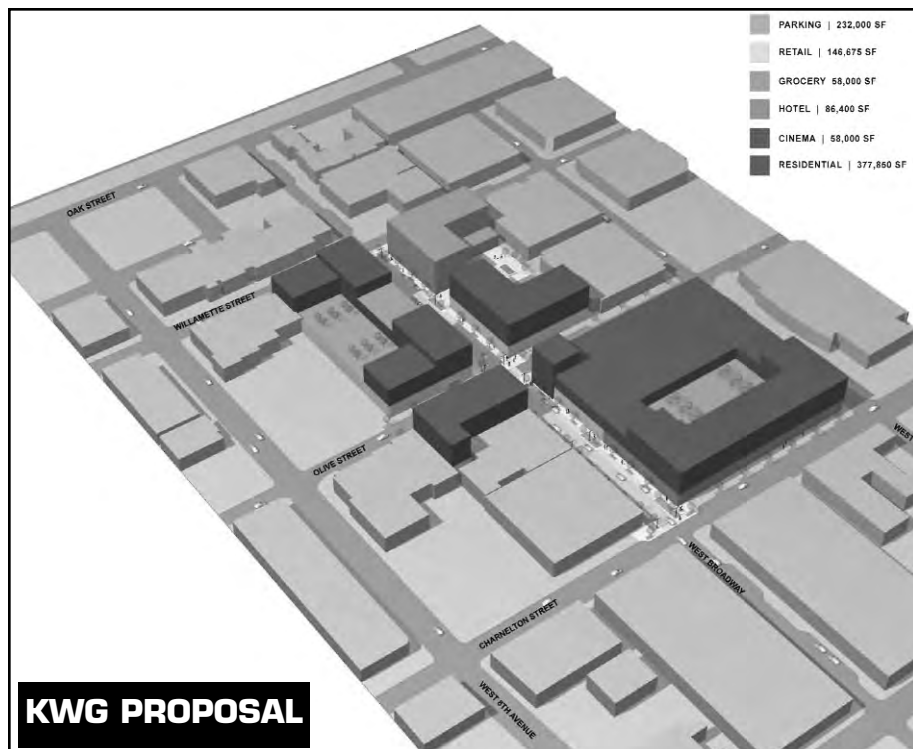 PARKING | 232,000 SF
RETAIL | 146,675 SF
GROCERY 58,000 SF
HOTEL | 86,400 SF
CINEMA | 58,000 SF
RESIDENTIAL | 377,850 SF
OAK STREET
WILLAMETTE STREET
OLIVE STREET
WEST
WEST BROADWAY
CHARNELTON STREET
WEST 8TH AVENUE
KWG PROPOSAL